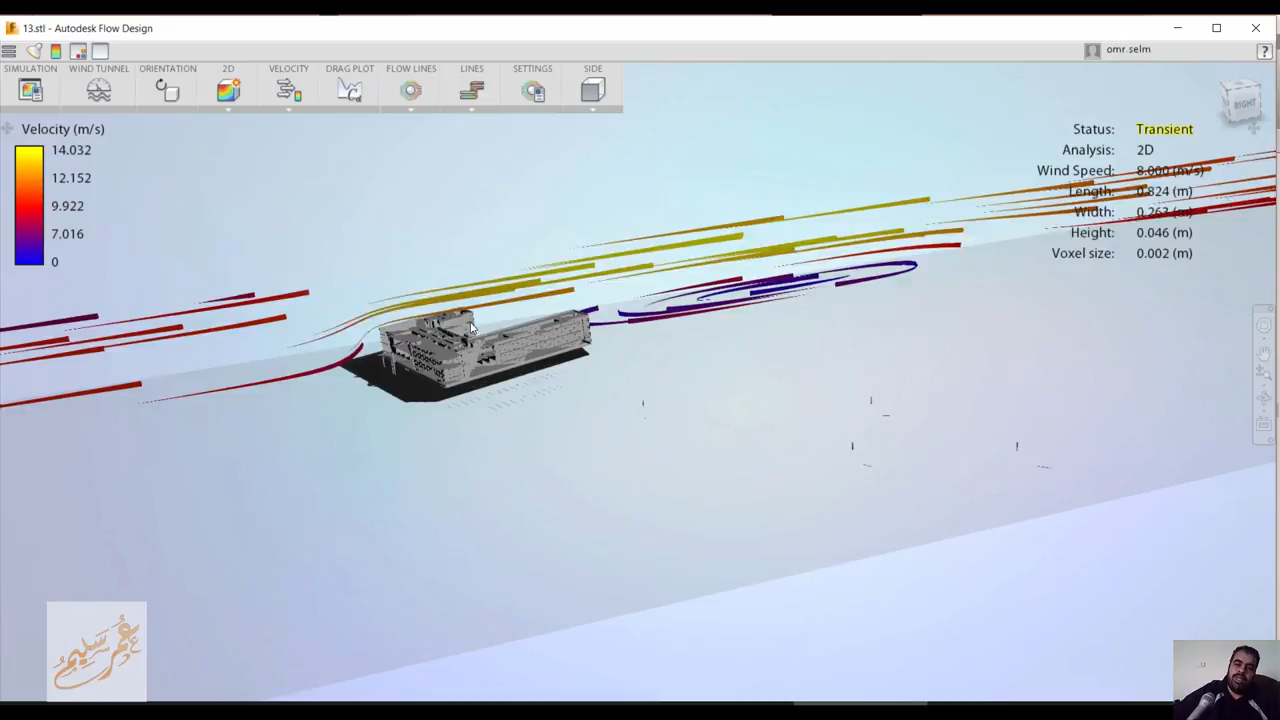 13.stl - Autodesk Flow Design
omr.selm
?
SIMULATION WIND TUNNEL ORIENTATION 2D VELOCITY DRAG PLOT FLOW LINES LINES SETTINGS SIDE
Velocity (m/s)
14.032
12.152
9.922
7,016
0
RIGHT
Status: Transient
Analysis: 2D
Wind Speed: 8.000 (m/s)
Length: 0.824 (m)
Width: 0.263 (m)
Height: 0.046 (m)
Voxel size: 0.002 (m)
عمر سليم